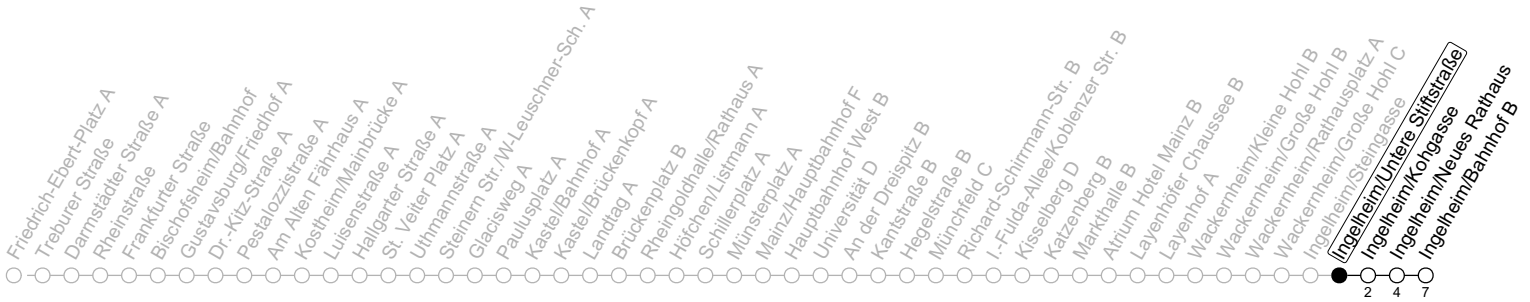 Friedrich-Ebert-Platz A
Treburer Straße
Darmstädter Straße A
Rheinstraße
Frankfurter Straße
Bischofsheim/Bahnhof
Gustavsburg/Friedhof A
Dr.-Kitz-Straße A
Pestalozzistraße A
Am Alten Fährhaus A
Kostheim/Mainbrücke A
Luisenstraße A
Hallgarter Straße A
St. Veiter Platz A
Uthmannstraße A
Steinern Str./W-Leuschner-Sch. A
Glacisweg A
Paulusplatz A
Kastel/Bahnhof A
Kastel/Brückenkopf A
Landtag A
Brückenplatz B
Rheingoldhalle/Rathaus A
Höfchen/Listmann A
Schillerplatz A
Münsterplatz A
Mainz/Hauptbahnhof F
Hauptbahnhof West B
Universität D
An der Dreispitz B
Kantstraße B
Hegelstraße B
Münchfeld C
Richard-Schirrmann-Str. B
I.-Fulda-Allee/Koblenzer Str. B
Kisselberg D
Katzenberg B
Markthalle B
Atrium Hotel Mainz B
Layenhöfer Chaussee B
Layenhof A
Wackernheim/Kleine Hohl B
Wackernheim/Große Hohl B
Wackernheim/Rathausplatz A
Wackernheim/Große Hohl C
Ingelheim/Steingasse
Ingelheim/Untere Stiftstraße
Ingelheim/Kohgasse
Ingelheim/Neues Rathaus
Ingelheim/Bahnhof B
2 4 7